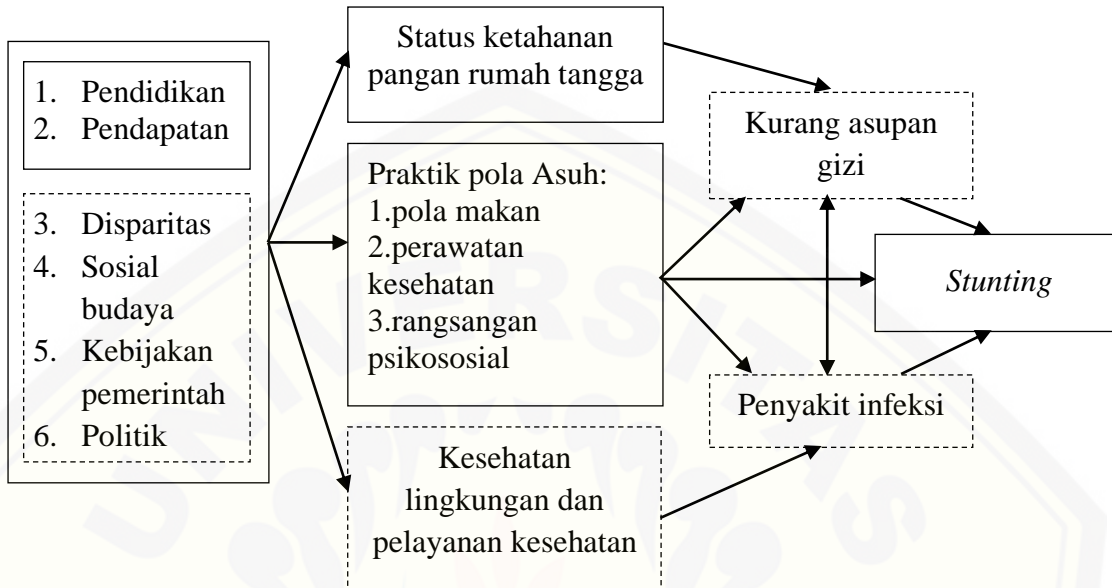 1. Pendidikan
2. Pendapatan
3. Disparitas
4. Sosial
budaya
5. Kebijakan
pemerintah
6. Politik
Status ketahanan
pangan rumah tangga
Praktik pola Asuh:
1.pola makan
2.perawatan
kesehatan
3.rangsangan
psikososial
Kesehatan
lingkungan dan
pelayanan kesehatan
Kurang asupan
gizi
Penyakit infeksi
Stunting
UNIVERSITAS